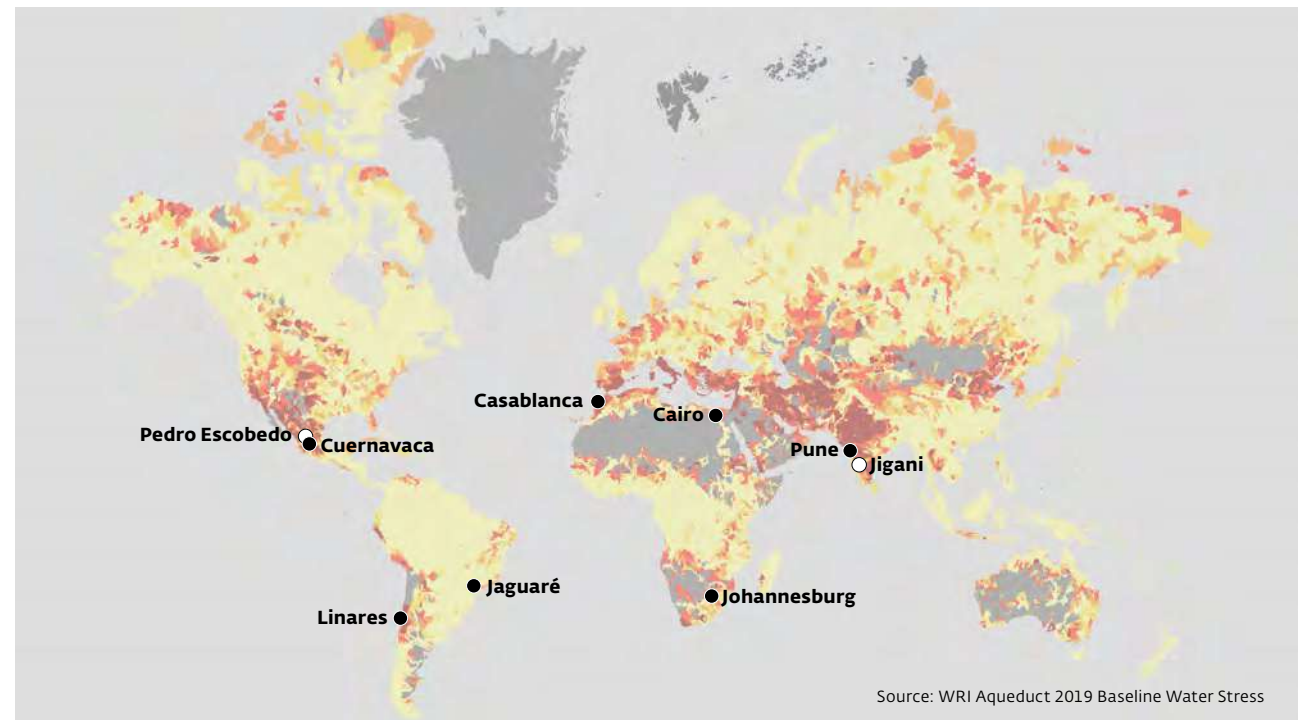 Casablanca
Cairo
Pedro Escobedo
Cuernavaca
Pune
Jigani
Jaguaré
Johannesburg
Linares
Source: WRI Aqueduct 2019 Baseline Water Stress